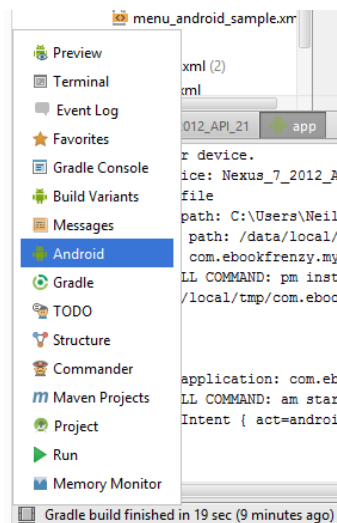 menu_android_sample.xm
xml (2)
xml
Preview
Terminal
Event Log
Favorites
Gradle Console
Build Variants
Messages
Android
Gradle
TODO
Structure
Commander
Maven Projects
Project
Run
Memory Monitor
2012_API_21 app
r device.
ice: Nexus_7_2012_A
file
path: C:\Users\Neil
path: /data/local/
com.ebookfrenzy.my
LL COMMAND: pm inst
/local/tmp/com.eboo
application: com.eb
LL COMMAND: am star
Intent { act=androi
Gradle build finished in 19 sec (9 minutes ago)